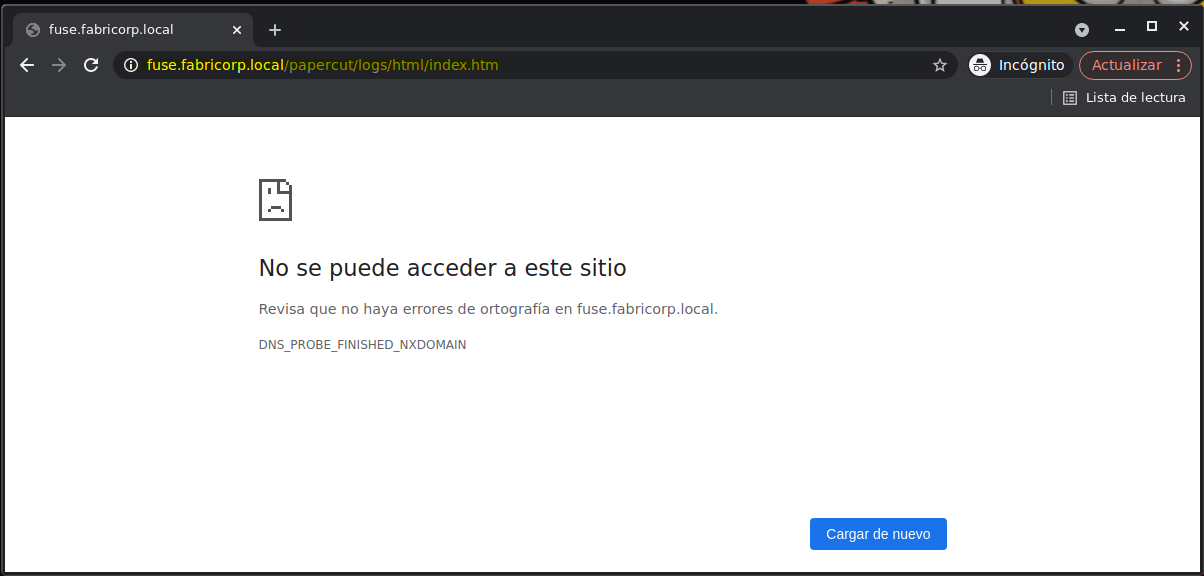 fuse.fabricorp.local
fuse.fabricorp.local/papercut/logs/html/index.htm
Incógnito
Actualizar
Lista de lectura
No se puede acceder a este sitio
Revisa que no haya errores de ortografía en fuse.fabricorp.local.
DNS_PROBE_FINISHED_NXDOMAIN
Cargar de nuevo